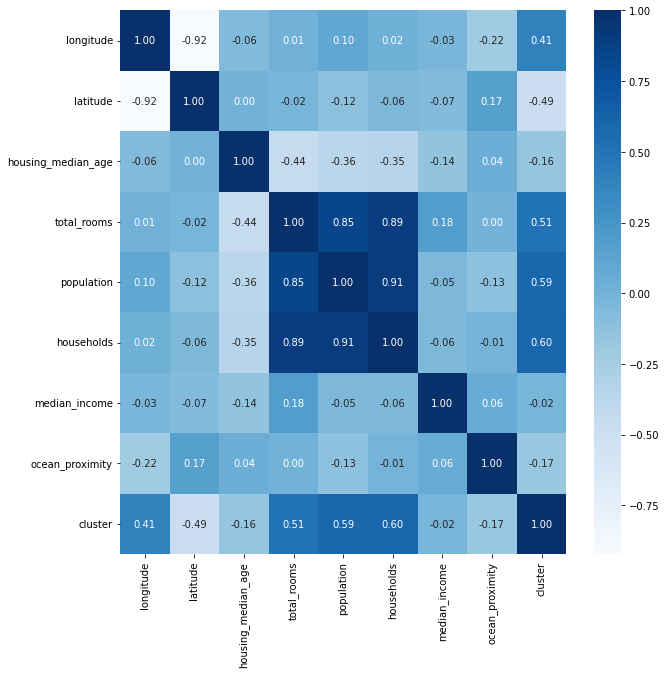 longitude 1.00 -0.92 -0.06 0.01 0.10 0.02 -0.03 -0.22 0.41
latitude -0.92 1.00 0.00 -0.02 -0.12 -0.06 -0.07 0.17 -0.49
housing_median_age -0.06 0.00 1.00 -0.44 -0.36 -0.35 -0.14 0.04 -0.16
total_rooms 0.01 -0.02 -0.44 1.00 0.85 0.89 0.18 0.00 0.51
population 0.10 -0.12 -0.36 0.85 1.00 0.91 -0.05 -0.13 0.59
households 0.02 -0.06 -0.35 0.89 0.91 1.00 -0.06 -0.01 0.60
median_income -0.03 -0.07 -0.14 0.18 -0.05 -0.06 1.00 0.06 -0.02
ocean_proximity -0.22 0.17 0.04 0.00 -0.13 -0.01 0.06 1.00 -0.17
cluster 0.41 -0.49 -0.16 0.51 0.59 0.60 -0.02 -0.17 1.00
longitude
latitude
housing_median_age
total_rooms
population
households
median_income
ocean_proximity
cluster
1.00
0.75
0.50
0.25
0.00
-0.25
-0.50
-0.75